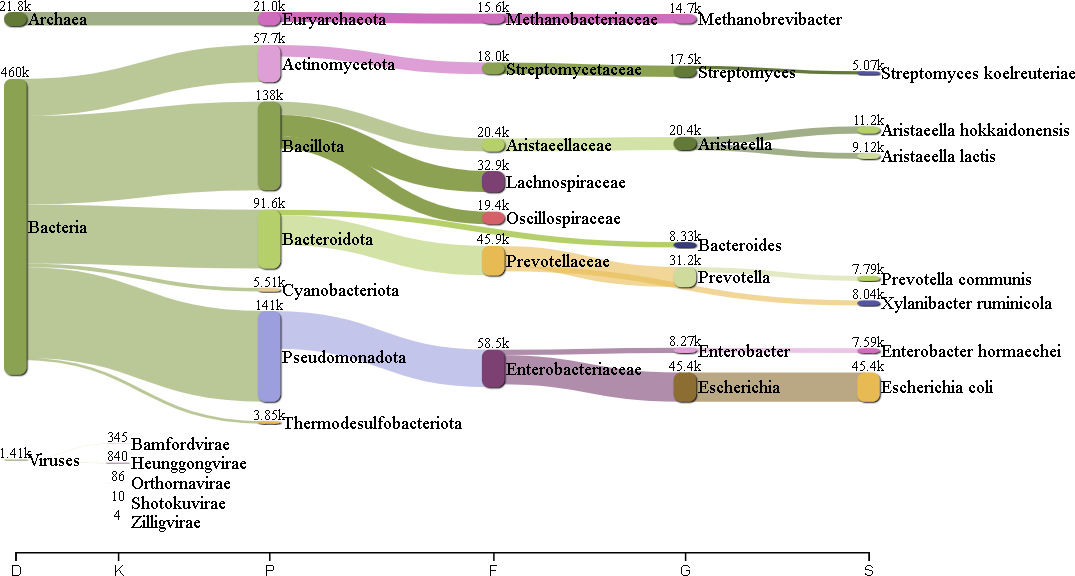 21.8k Archaea 21.0k Euryarchaeota 15.6k Methanobacteriaceae 14.7k Methanobrevibacter
57.7k Actinomycetota 18.0k Streptomycetaceae 17.5k Streptomyces 5.07k Streptomyces koelreuteriae
460k Bacteria
138k Bacillota 20.4k Aristaeellaceae 20.4k Aristaeella 11.2k Aristaeella hokkaidonensis
9.12k Aristaeella lactis
32.9k Lachnospiraceae
19.4k Oscillospiraceae
91.6k Bacteroidota 8.33k Bacteroides
45.9k Prevotellaceae 31.2k Prevotella 7.79k Prevotella communis
8.04k Xylanibacter ruminicola
5.51k Cyanobacteriota
141k Pseudomonadota 58.5k Enterobacteriaceae 8.27k Enterobacter 7.59k Enterobacter hormaechei
45.4k Escherichia 45.4k Escherichia coli
3.85k Thermodesulfobacteriota
1.41k Viruses
345 Bamfordvirae
840 Heunggongvirae
86 Orthornavirae
10 Shotokuvirae
4 Zilligvirae
D K P F G S